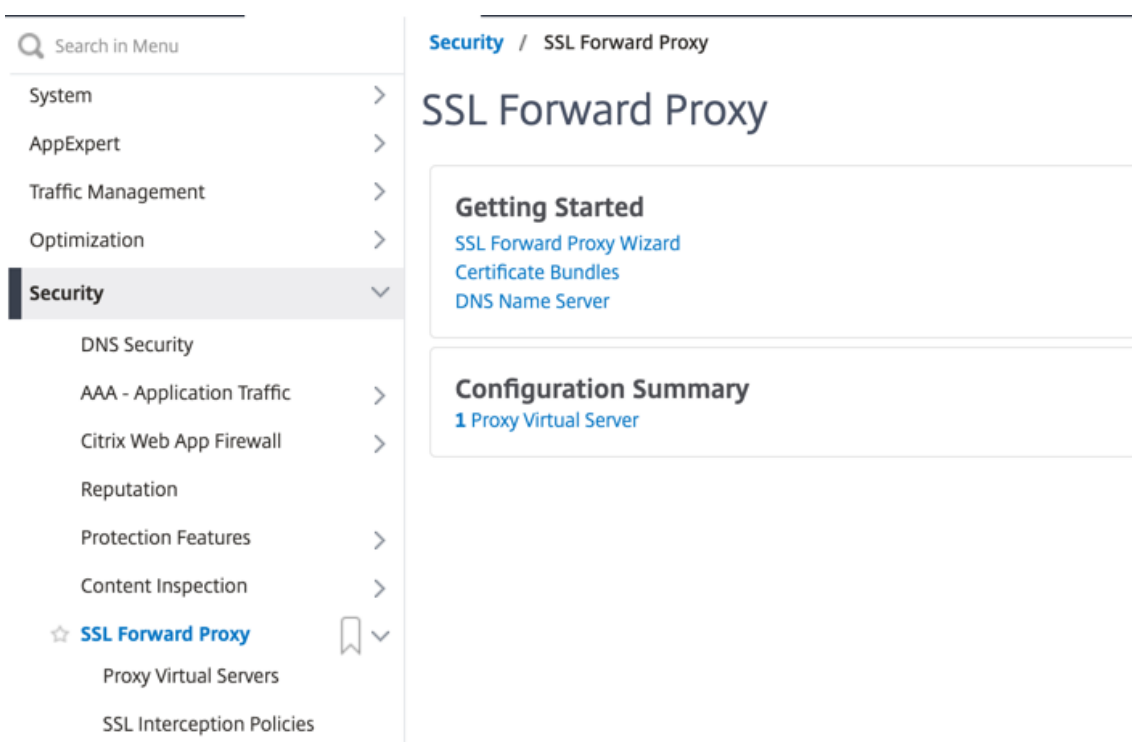 Search in Menu
System
AppExpert
Traffic Management
Optimization
Security
DNS Security
AAA - Application Traffic
Citrix Web App Firewall
Reputation
Protection Features
Content Inspection
SSL Forward Proxy
Proxy Virtual Servers
SSL Interception Policies
Security / SSL Forward Proxy
SSL Forward Proxy
Getting Started
SSL Forward Proxy Wizard
Certificate Bundles
DNS Name Server
Configuration Summary
1 Proxy Virtual Server